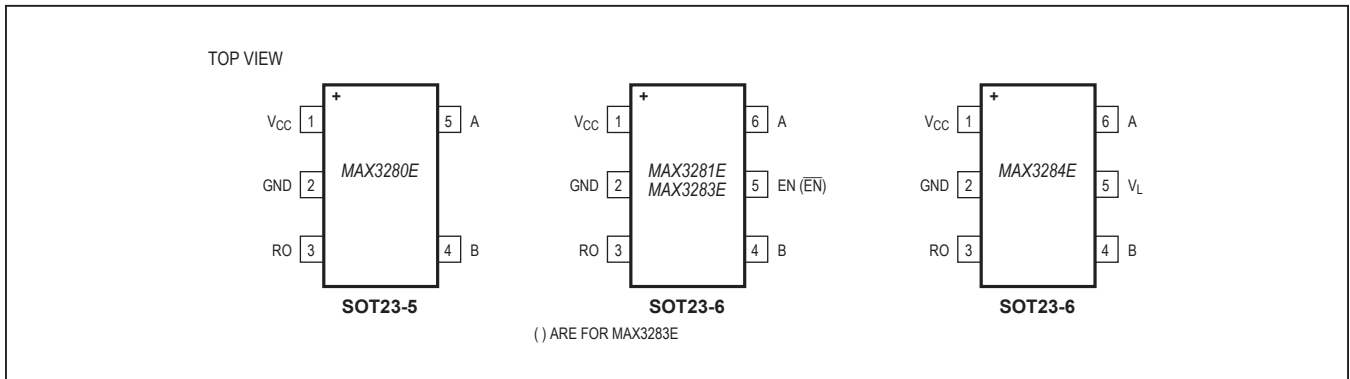 TOP VIEW
+
VCC 1
5 A
MAX3280E
GND 2
RO 3
4 B
SOT23-5
+
VCC 1
6 A
MAX3281E
MAX3283E
GND 2
5 EN (E̅N̅)
RO 3
4 B
SOT23-6
( ) ARE FOR MAX3283E
+
VCC 1
6 A
MAX3284E
GND 2
5 VL
RO 3
4 B
SOT23-6